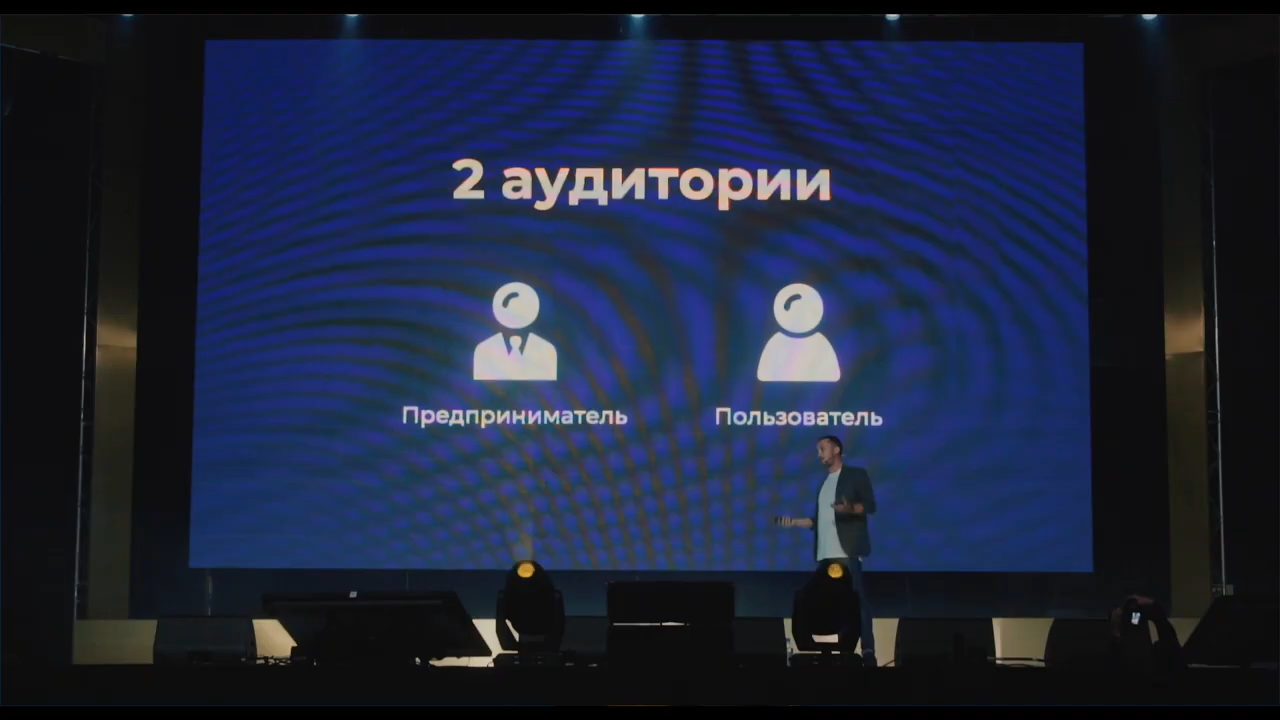 2 аудитории
Предприниматель
Пользователь